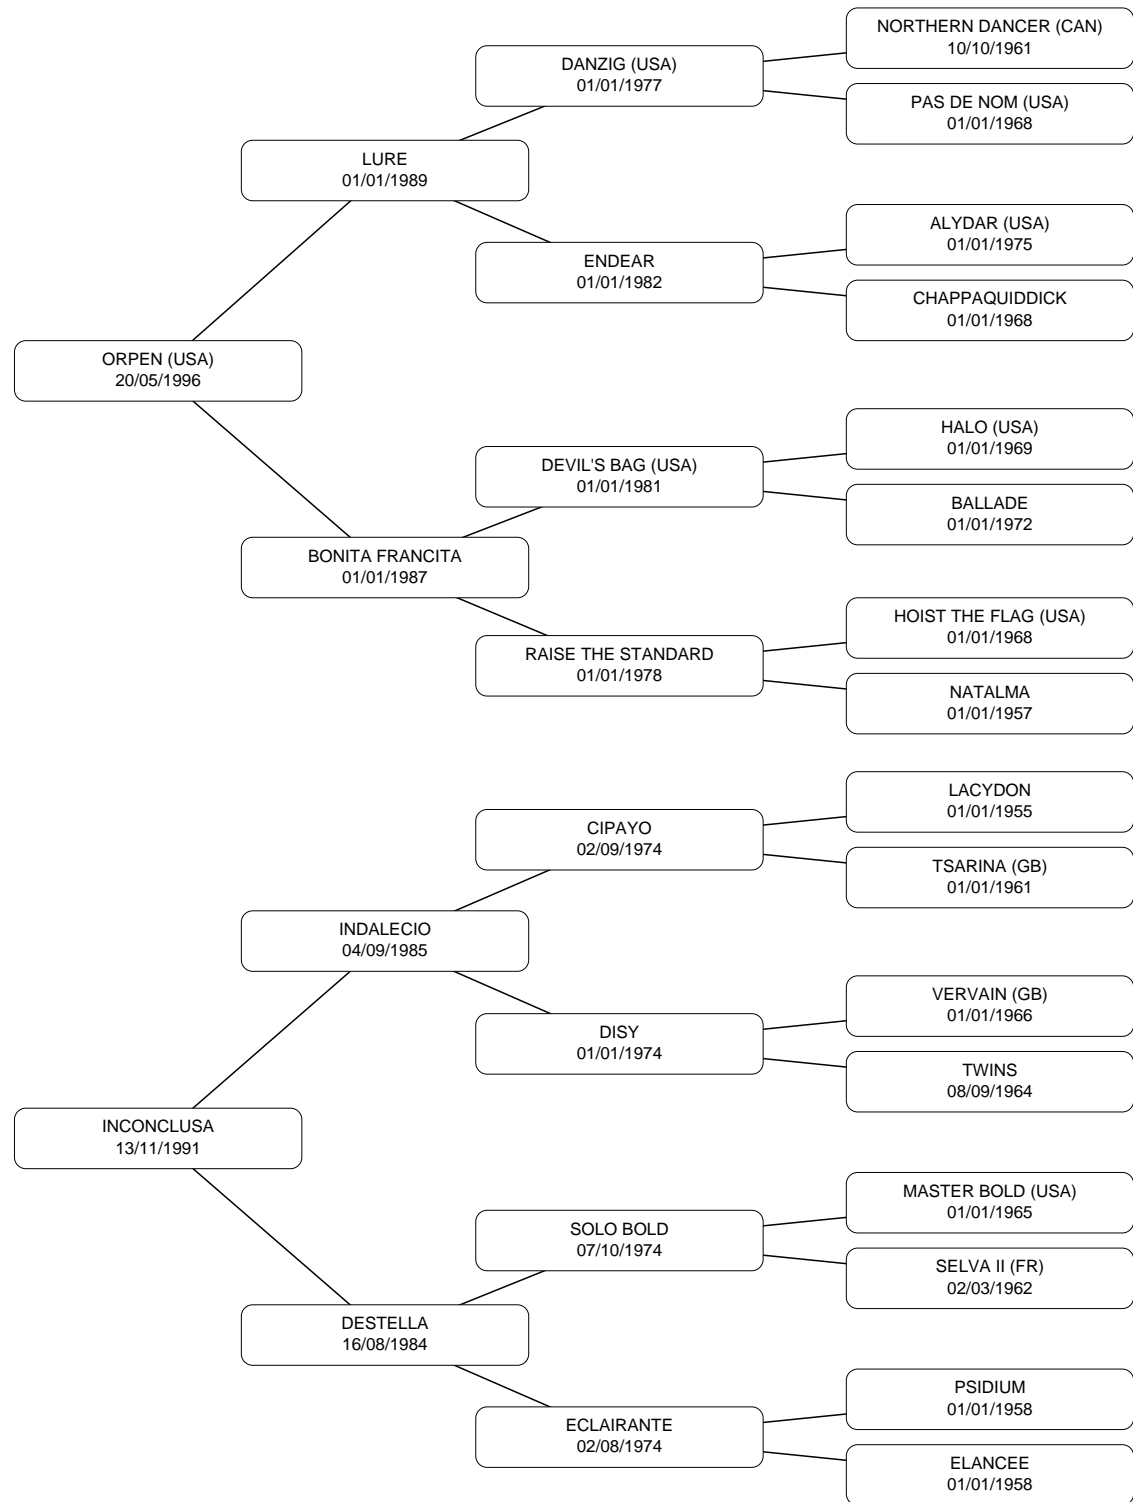 NORTHERN DANCER (CAN)
10/10/1961
DANZIG (USA)
01/01/1977
PAS DE NOM (USA)
01/01/1968
LURE
01/01/1989
ALYDAR (USA)
01/01/1975
ENDEAR
01/01/1982
CHAPPAQUIDDICK
01/01/1968
ORPEN (USA)
20/05/1996
HALO (USA)
01/01/1969
DEVIL'S BAG (USA)
01/01/1981
BALLADE
01/01/1972
BONITA FRANCITA
01/01/1987
HOIST THE FLAG (USA)
01/01/1968
RAISE THE STANDARD
01/01/1978
NATALMA
01/01/1957
LACYDON
01/01/1955
CIPAYO
02/09/1974
TSARINA (GB)
01/01/1961
INDALECIO
04/09/1985
VERVAIN (GB)
01/01/1966
DISY
01/01/1974
TWINS
08/09/1964
INCONCLUSA
13/11/1991
MASTER BOLD (USA)
01/01/1965
SOLO BOLD
07/10/1974
SELVA II (FR)
02/03/1962
DESTELLA
16/08/1984
PSIDIUM
01/01/1958
ECLAIRANTE
02/08/1974
ELANCEE
01/01/1958